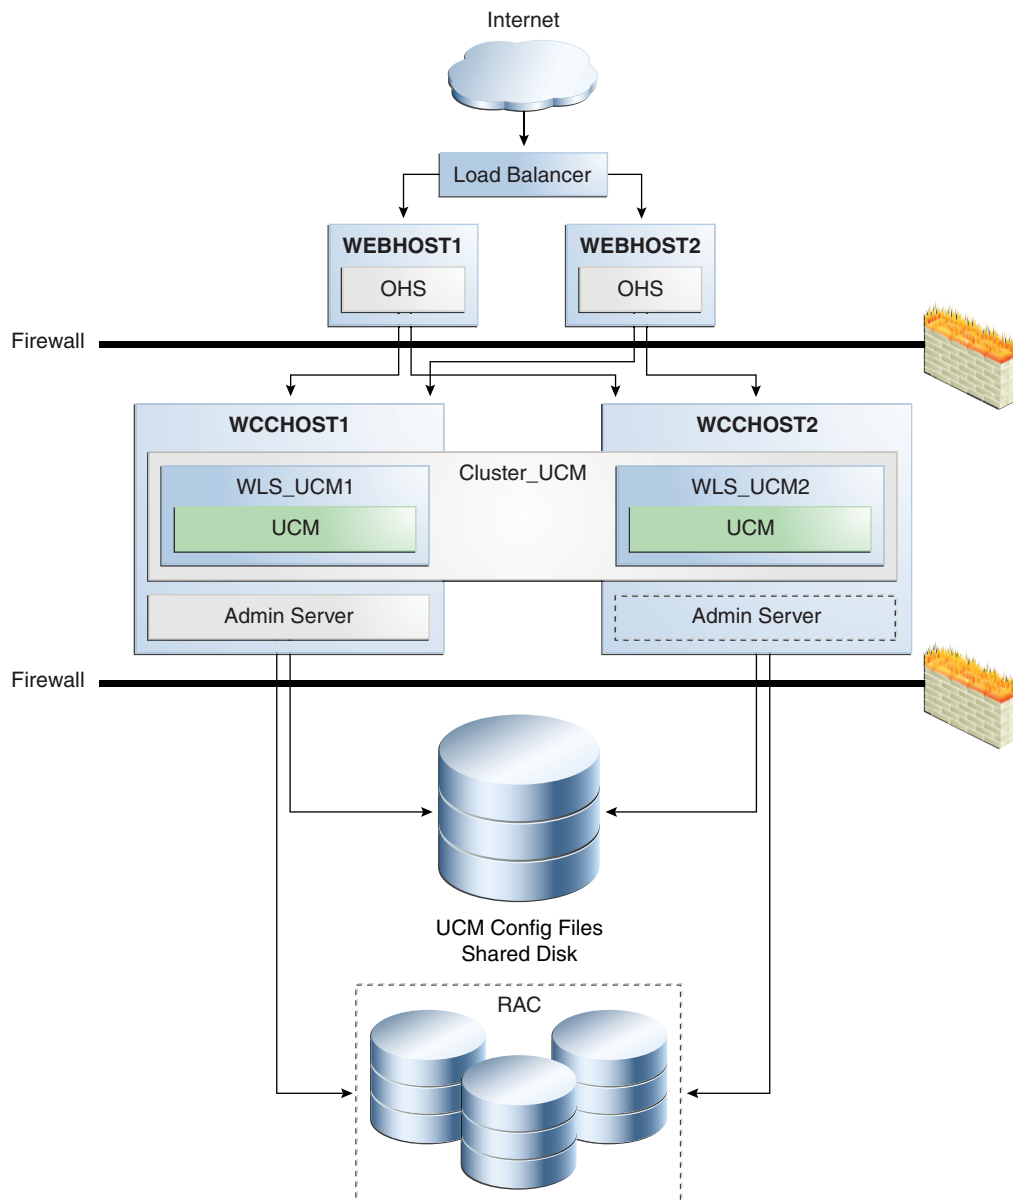 Internet
Load Balancer
WEBHOST1
WEBHOST2
OHS
OHS
Firewall
WCCHOST1
WCCHOST2
Cluster_UCM
WLS_UCM1
WLS_UCM2
UCM
UCM
Admin Server
Admin Server
Firewall
UCM Config Files
Shared Disk
RAC